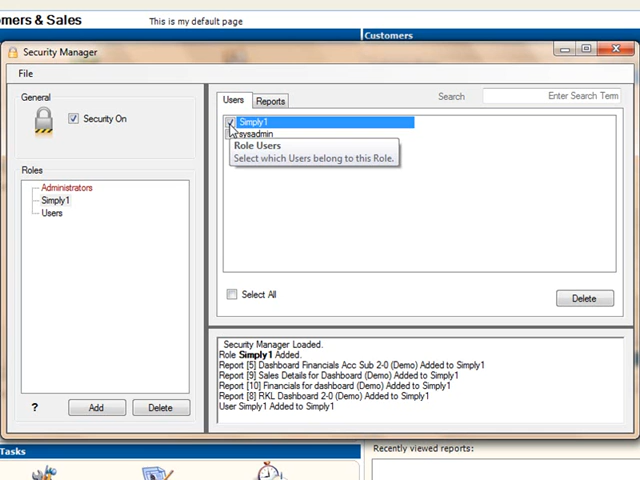 omers & Sales
This is my default page
Customers
Security Manager
File
General
Security On
Roles
Administrators
Simply1
Users
?
Add
Delete
Users
Reports
Search
Enter Search Term
Simply1
sysadmin
Role Users
Select which Users belong to this Role.
Select All
Delete
Security Manager Loaded.
Role Simply1 Added.
Report [5] Dashboard Financials Acc Sub 2-0 (Demo) Added to Simply1
Report [9] Sales Details for Dashboard (Demo) Added to Simply1
Report [10] Financials for dashboard (Demo) Added to Simply1
Report [8] RKL Dashboard 2-0 (Demo) Added to Simply1
User Simply1 Added to Simply1
Tasks
Recently viewed reports: